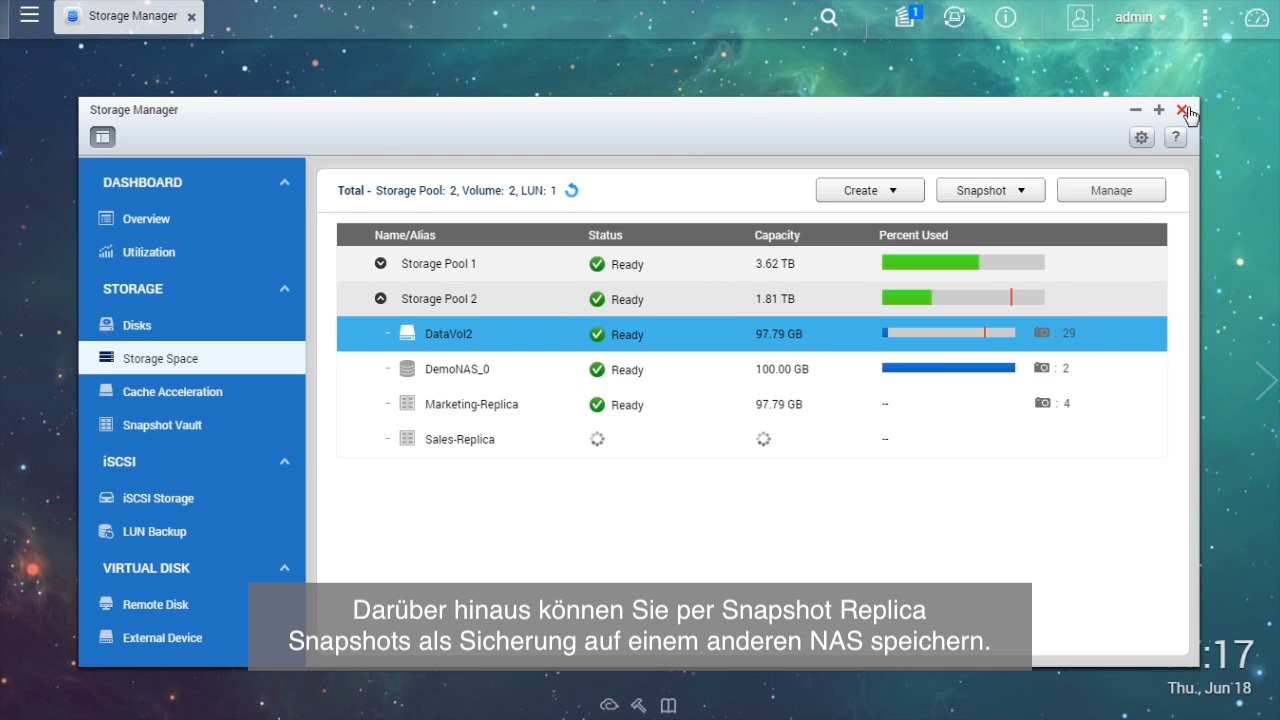 Storage Manager
1
admin
Storage Manager
?
DASHBOARD
Overview
Utilization
STORAGE
Disks
Storage Space
Cache Acceleration
Snapshot Vault
iSCSI
iSCSI Storage
LUN Backup
VIRTUAL DISK
Remote Disk
External Device
Total - Storage Pool: 2, Volume: 2, LUN: 1
Create
Snapshot
Manage
Name/Alias Status Capacity Percent Used
Storage Pool 1 Ready 3.62 TB
Storage Pool 2 Ready 1.81 TB
DataVol2 Ready 97.79 GB : 29
DemoNAS_0 Ready 100.00 GB : 2
Marketing-Replica Ready 97.79 GB -- : 4
Sales-Replica --
Darüber hinaus können Sie per Snapshot Replica
Snapshots als Sicherung auf einem anderen NAS speichern.
:17
Thu., Jun 18